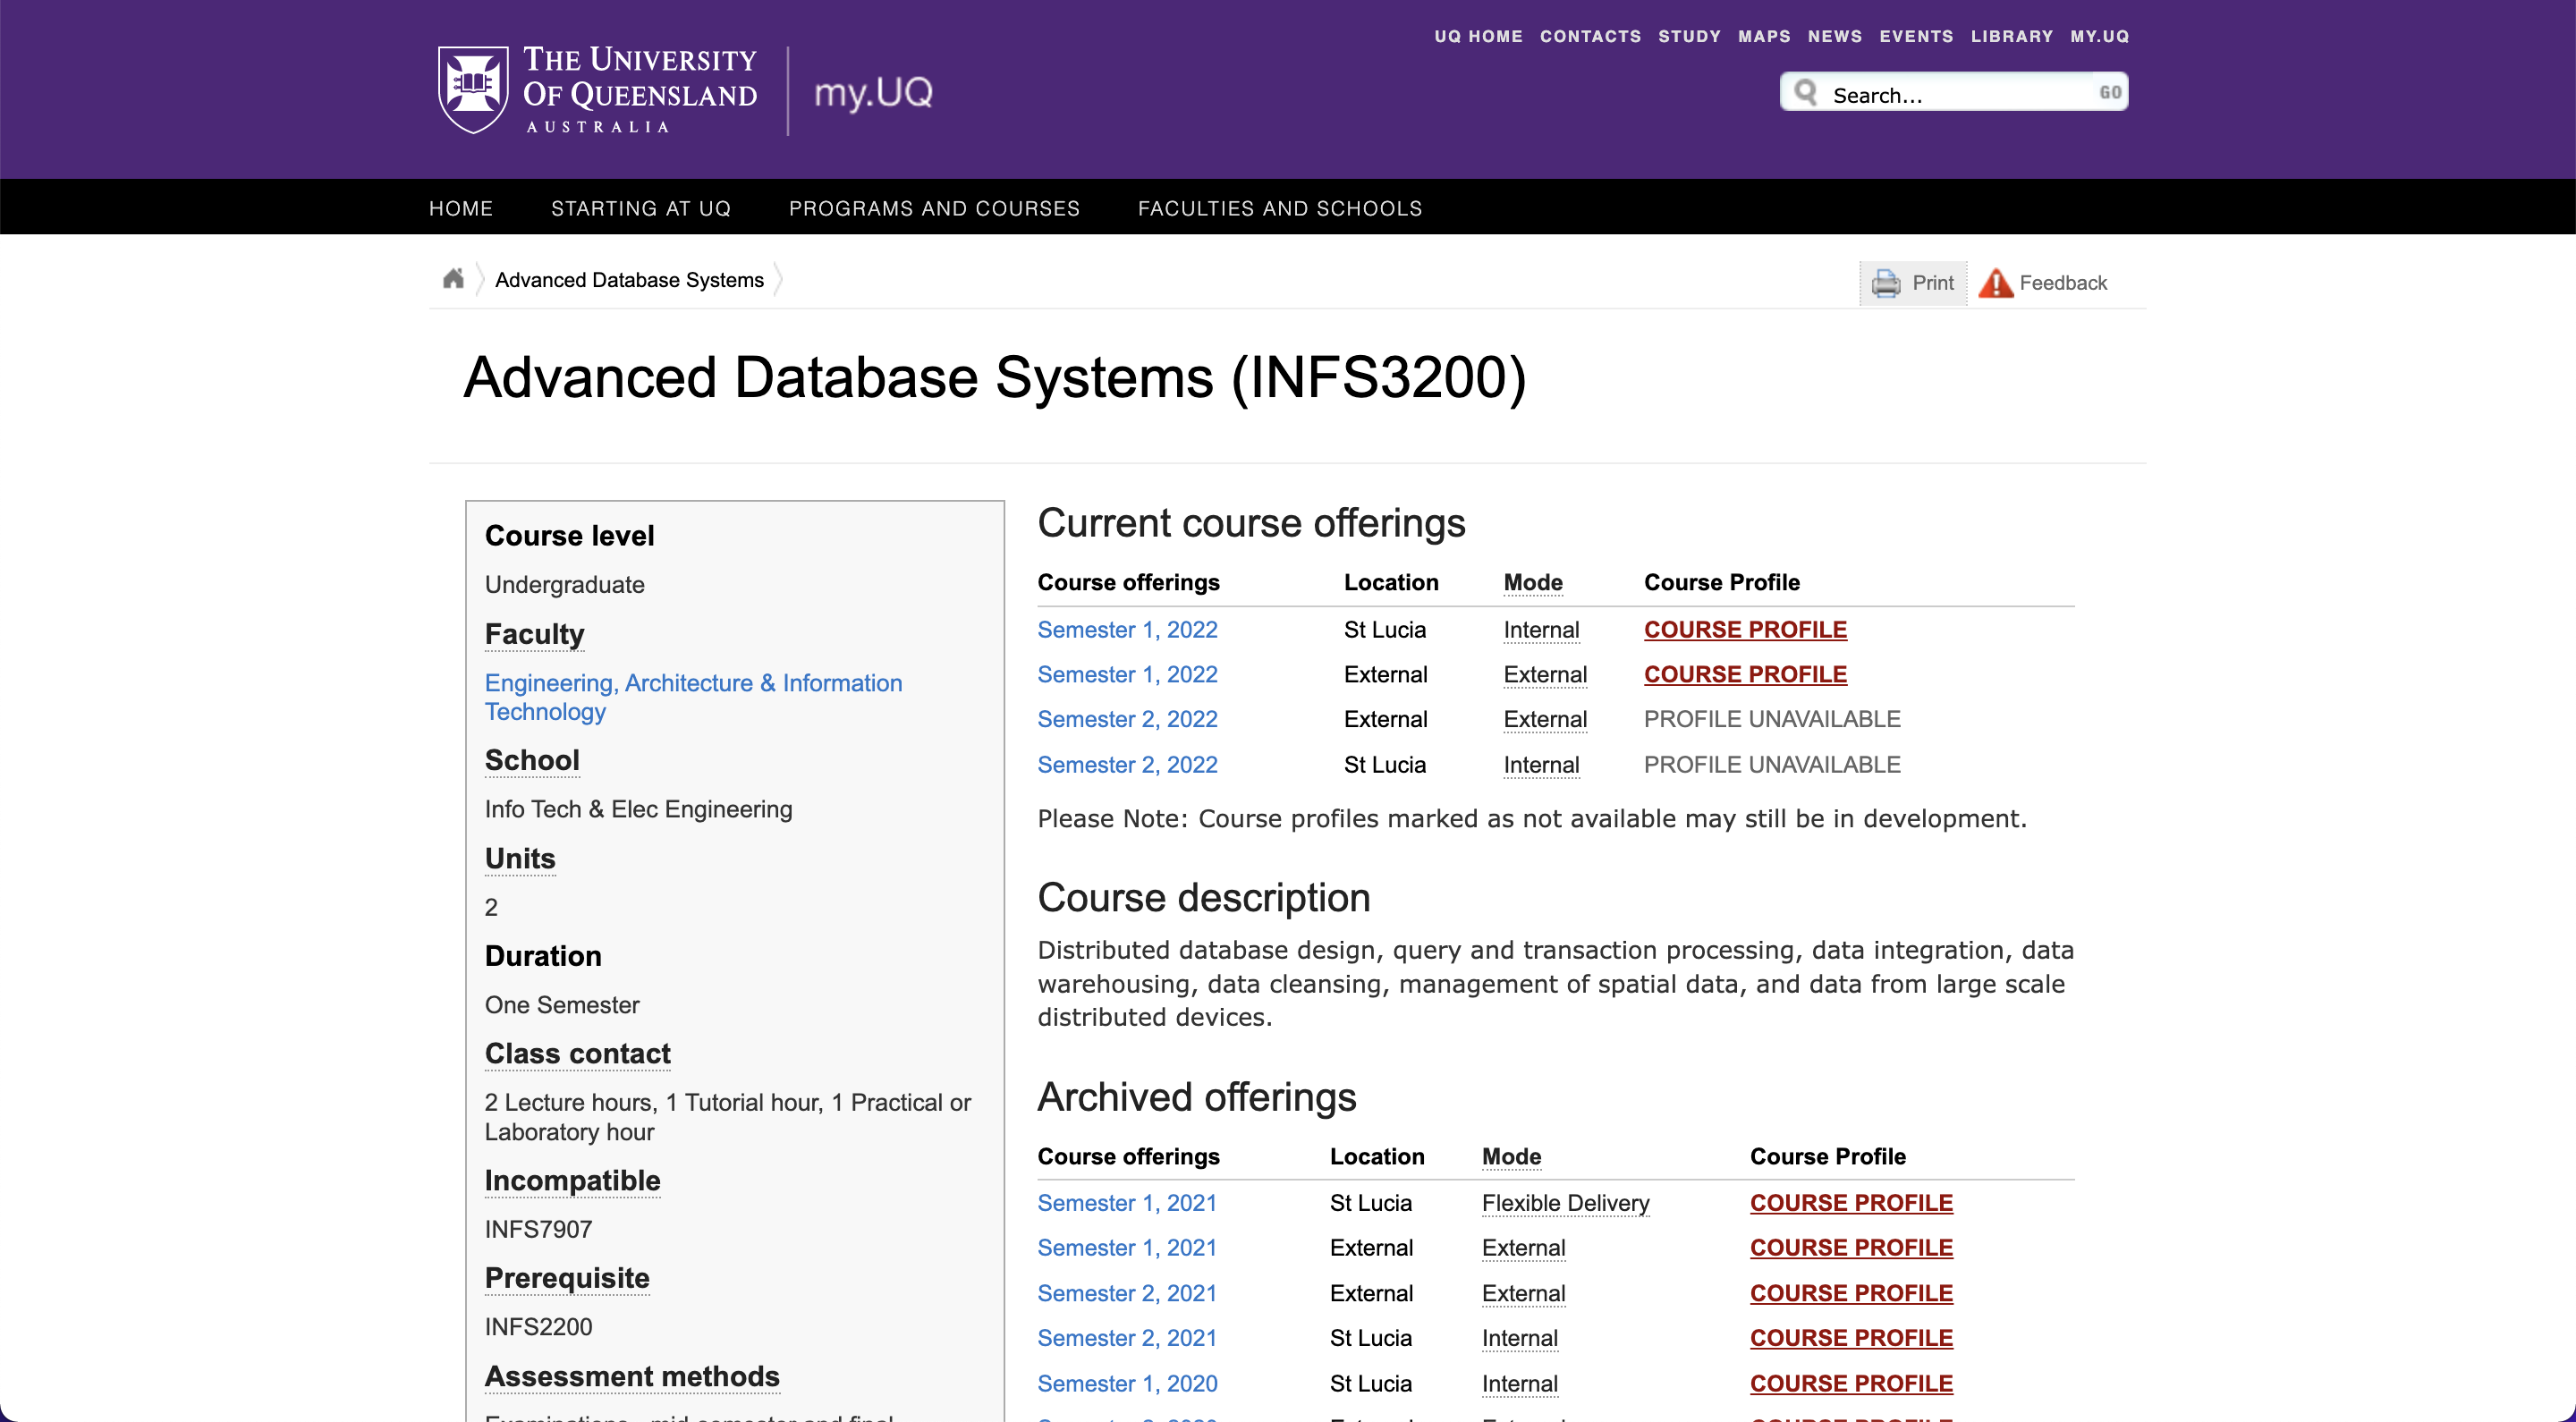 UQ HOME CONTACTS STUDY MAPS NEWS EVENTS LIBRARY MY.UQ
THE UNIVERSITY
OF QUEENSLAND
AUSTRALIA
my.UQ
Search...
GO
HOME STARTING AT UQ PROGRAMS AND COURSES FACULTIES AND SCHOOLS
Advanced Database Systems
Print Feedback
Advanced Database Systems (INFS3200)
Course level
Undergraduate
Faculty
Engineering, Architecture & Information
Technology
School
Info Tech & Elec Engineering
Units
2
Duration
One Semester
Class contact
2 Lecture hours, 1 Tutorial hour, 1 Practical or
Laboratory hour
Incompatible
INFS7907
Prerequisite
INFS2200
Assessment methods
Current course offerings
Course offerings Location Mode Course Profile
Semester 1, 2022 St Lucia Internal COURSE PROFILE
Semester 1, 2022 External External COURSE PROFILE
Semester 2, 2022 External External PROFILE UNAVAILABLE
Semester 2, 2022 St Lucia Internal PROFILE UNAVAILABLE
Please Note: Course profiles marked as not available may still be in development.
Course description
Distributed database design, query and transaction processing, data integration, data
warehousing, data cleansing, management of spatial data, and data from large scale
distributed devices.
Archived offerings
Course offerings Location Mode Course Profile
Semester 1, 2021 St Lucia Flexible Delivery COURSE PROFILE
Semester 1, 2021 External External COURSE PROFILE
Semester 2, 2021 External External COURSE PROFILE
Semester 2, 2021 St Lucia Internal COURSE PROFILE
Semester 1, 2020 St Lucia Internal COURSE PROFILE